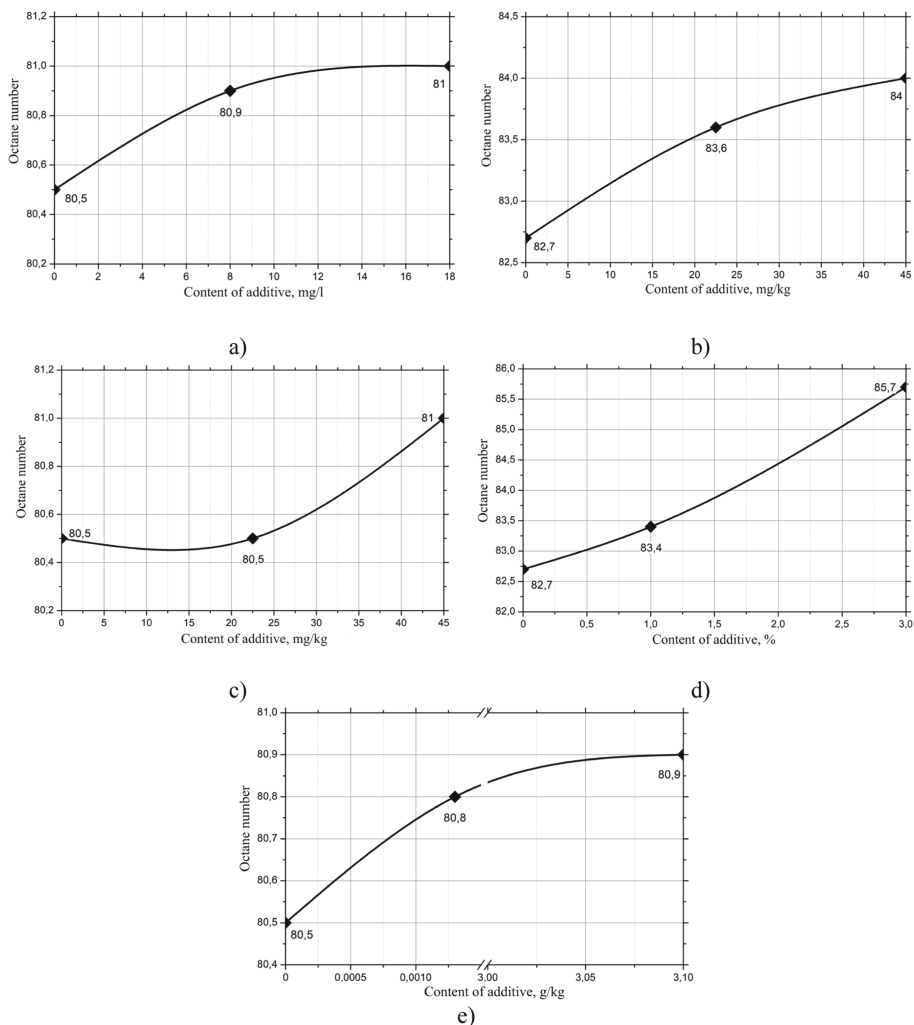 81,2
81,0
80,8
80,6
80,4
80,2
Octane number
80,5
80,9
81
0 2 4 6 8 10 12 14 16 18
Content of additive, mg/l
a)
84,5
84,0
83,5
83,0
82,5
Octane number
82,7
83,6
84
0 5 10 15 20 25 30 35 40 45
Content of additive, mg/kg
b)
81,2
81,0
80,8
80,6
80,4
80,2
Octane number
80,5
80,5
81
0 5 10 15 20 25 30 35 40 45
Content of additive, mg/kg
c)
86,0
85,5
85,0
84,5
84,0
83,5
83,0
82,5
82,0
Octane number
82,7
83,4
85,7
0 0,5 1,0 1,5 2,0 2,5 3,0
Content of additive, %
d)
81,0
80,9
80,8
80,7
80,6
80,5
80,4
Octane number
80,5
80,8
80,9
0 0,0005 0,0010 3,00 3,05 3,10
Content of additive, g/kg
e)